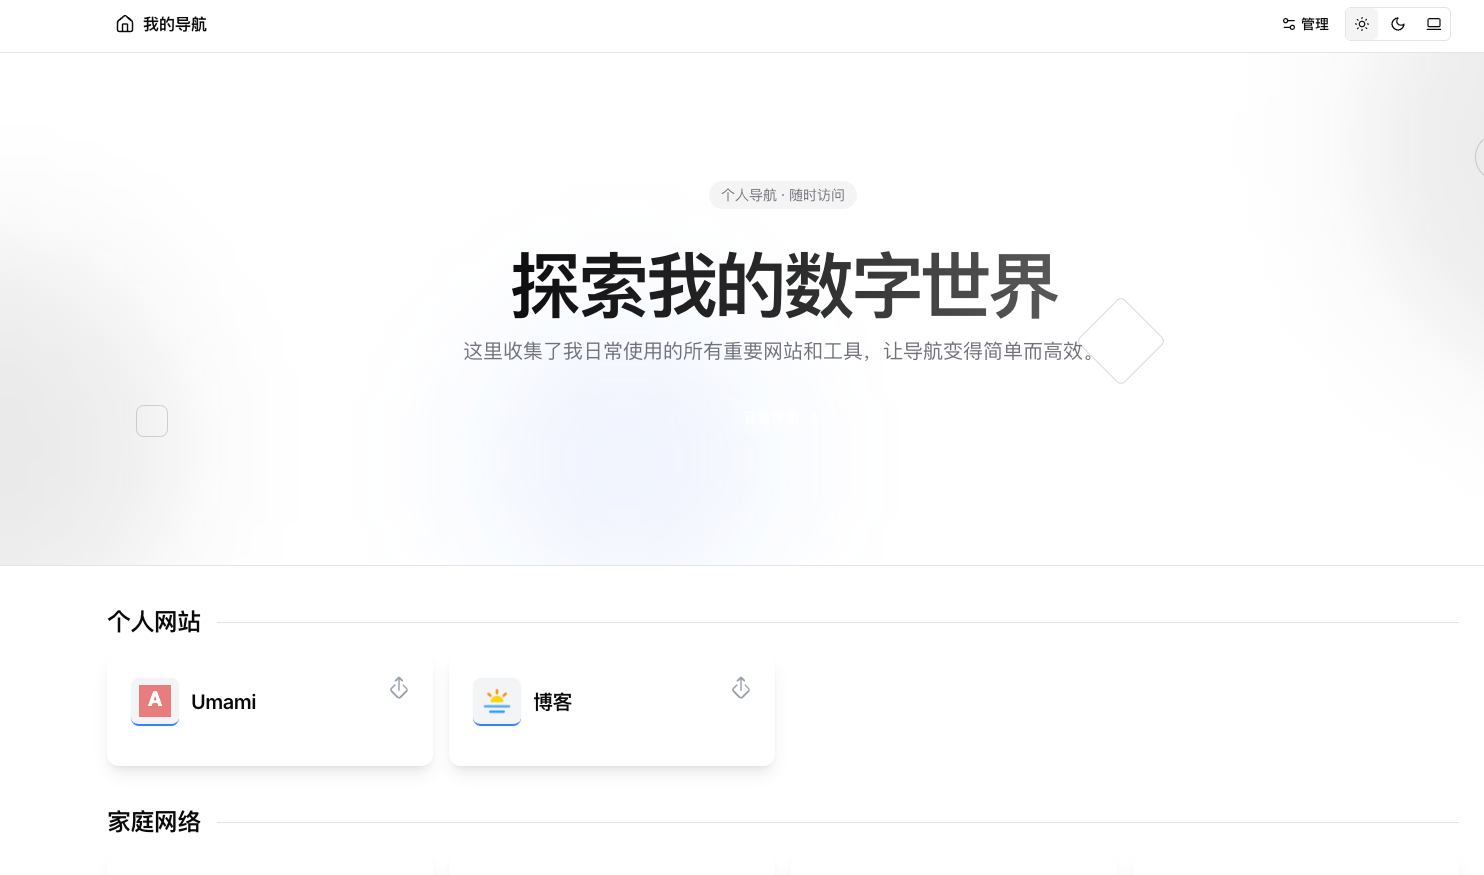 我的导航
管理
个人导航 · 随时访问
探索我的数字世界
这里收集了我日常使用的所有重要网站和工具，让导航变得简单而高效。
个人网站
A
Umami
博客
家庭网络